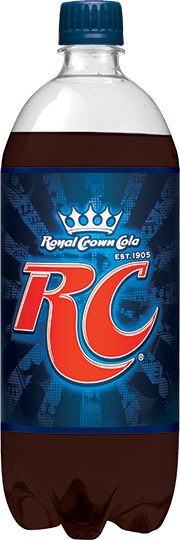 Royal Crown Cola
EST. 1905
RC
®